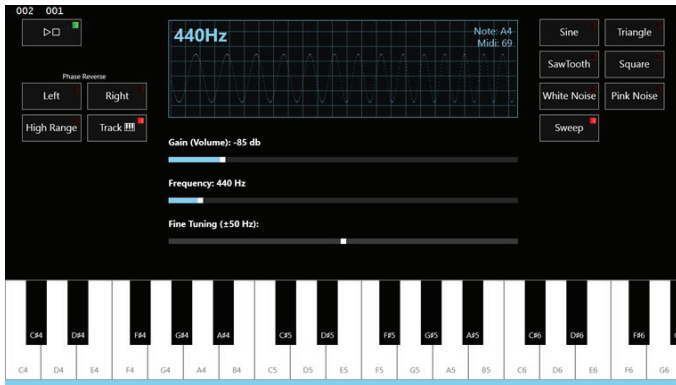 002 001
▷□
Phase Reverse
Left Right
High Range Track
440Hz
Note: A4
Midi: 69
Gain (Volume): -85 db
Frequency: 440 Hz
Fine Tuning (±50 Hz):
Sine Triangle
SawTooth Square
White Noise Pink Noise
Sweep
C#4 D#4 F#4 G#4 A#4 C#5 D#5 F#5 G#5 A#5 C#6 D#6 F#6
C4 D4 E4 F4 G4 A4 B4 C5 D5 E5 F5 G5 A5 B5 C6 D6 E6 F6 G6